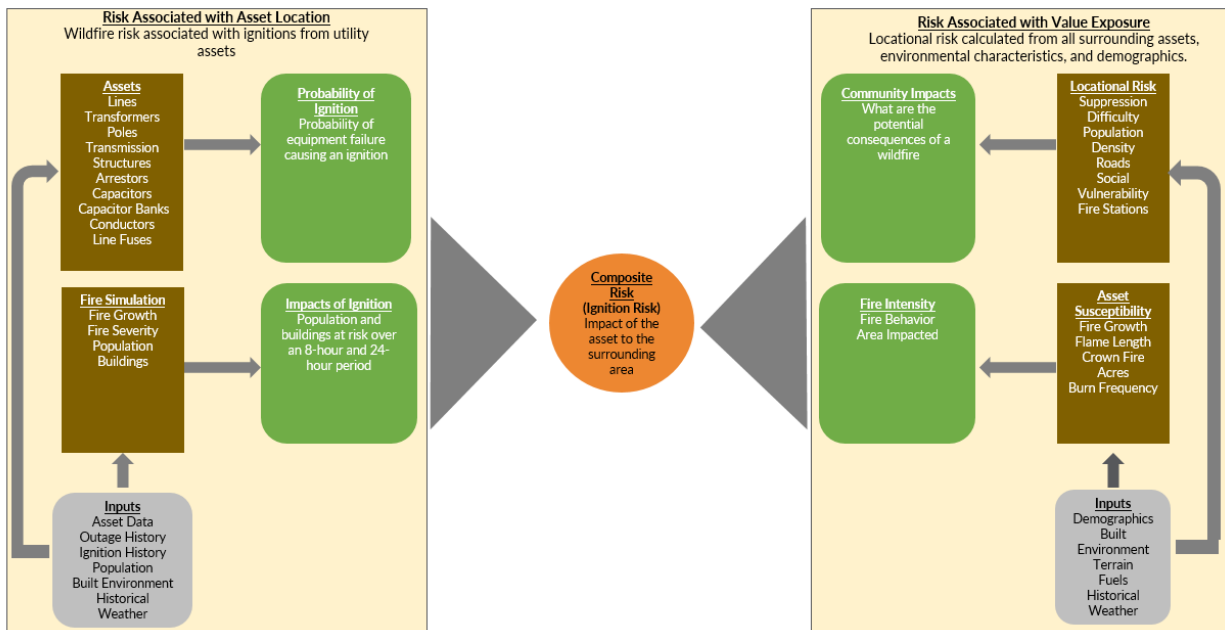 Risk Associated with Asset Location
Wildfire risk associated with ignitions from utility
assets
Assets
Lines
Transformers
Poles
Transmission
Structures
Arrestors
Capacitors
Capacitor Banks
Conductors
Line Fuses
Probability of
Ignition
Probability of
equipment failure
causing an ignition
Fire Simulation
Fire Growth
Fire Severity
Population
Buildings
Impacts of Ignition
Population and
buildings at risk over
an 8-hour and 24-
hour period
Inputs
Asset Data
Outage History
Ignition History
Population
Built Environment
Historical
Weather
Composite
Risk
(Ignition Risk)
Impact of the
asset to the
surrounding
area
Risk Associated with Value Exposure
Locational risk calculated from all surrounding assets,
environmental characteristics, and demographics.
Community Impacts
What are the
potential
consequences of a
wildfire
Locational Risk
Suppression
Difficulty
Population
Density
Roads
Social
Vulnerability
Fire Stations
Fire Intensity
Fire Behavior
Area Impacted
Asset
Susceptibility
Fire Growth
Flame Length
Crown Fire
Acres
Burn Frequency
Inputs
Demographics
Built
Environment
Terrain
Fuels
Historical
Weather